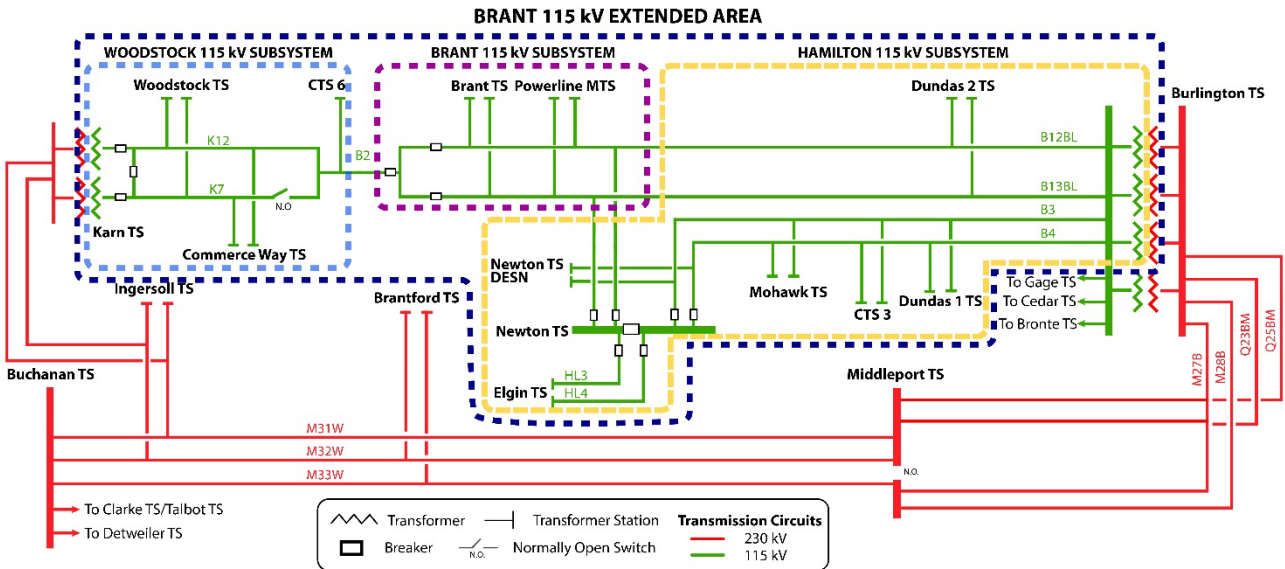 BRANT 115 kV EXTENDED AREA
WOODSTOCK 115 kV SUBSYSTEM
BRANT 115 kV SUBSYSTEM
HAMILTON 115 kV SUBSYSTEM
Woodstock TS
CTS 6
Brant TS
Powerline MTS
Dundas 2 TS
Burlington TS
K12
B2
B12BL
K7
N.O
B13BL
Karn TS
B3
B4
Commerce Way TS
Newton TS
DESN
Mohawk TS
CTS 3
Dundas 1 TS
To Gage TS
To Cedar TS
To Bronte TS
Ingersoll TS
Brantford TS
Newton TS
Buchanan TS
HL3
HL4
Elgin TS
Middleport TS
M27B
M28B
Q23BM
Q25BM
M31W
M32W
M33W
N.O.
To Clarke TS/Talbot TS
To Detweiler TS
Transformer
Transformer Station
Transmission Circuits
230 kV
Breaker
N.O.
Normally Open Switch
115 kV